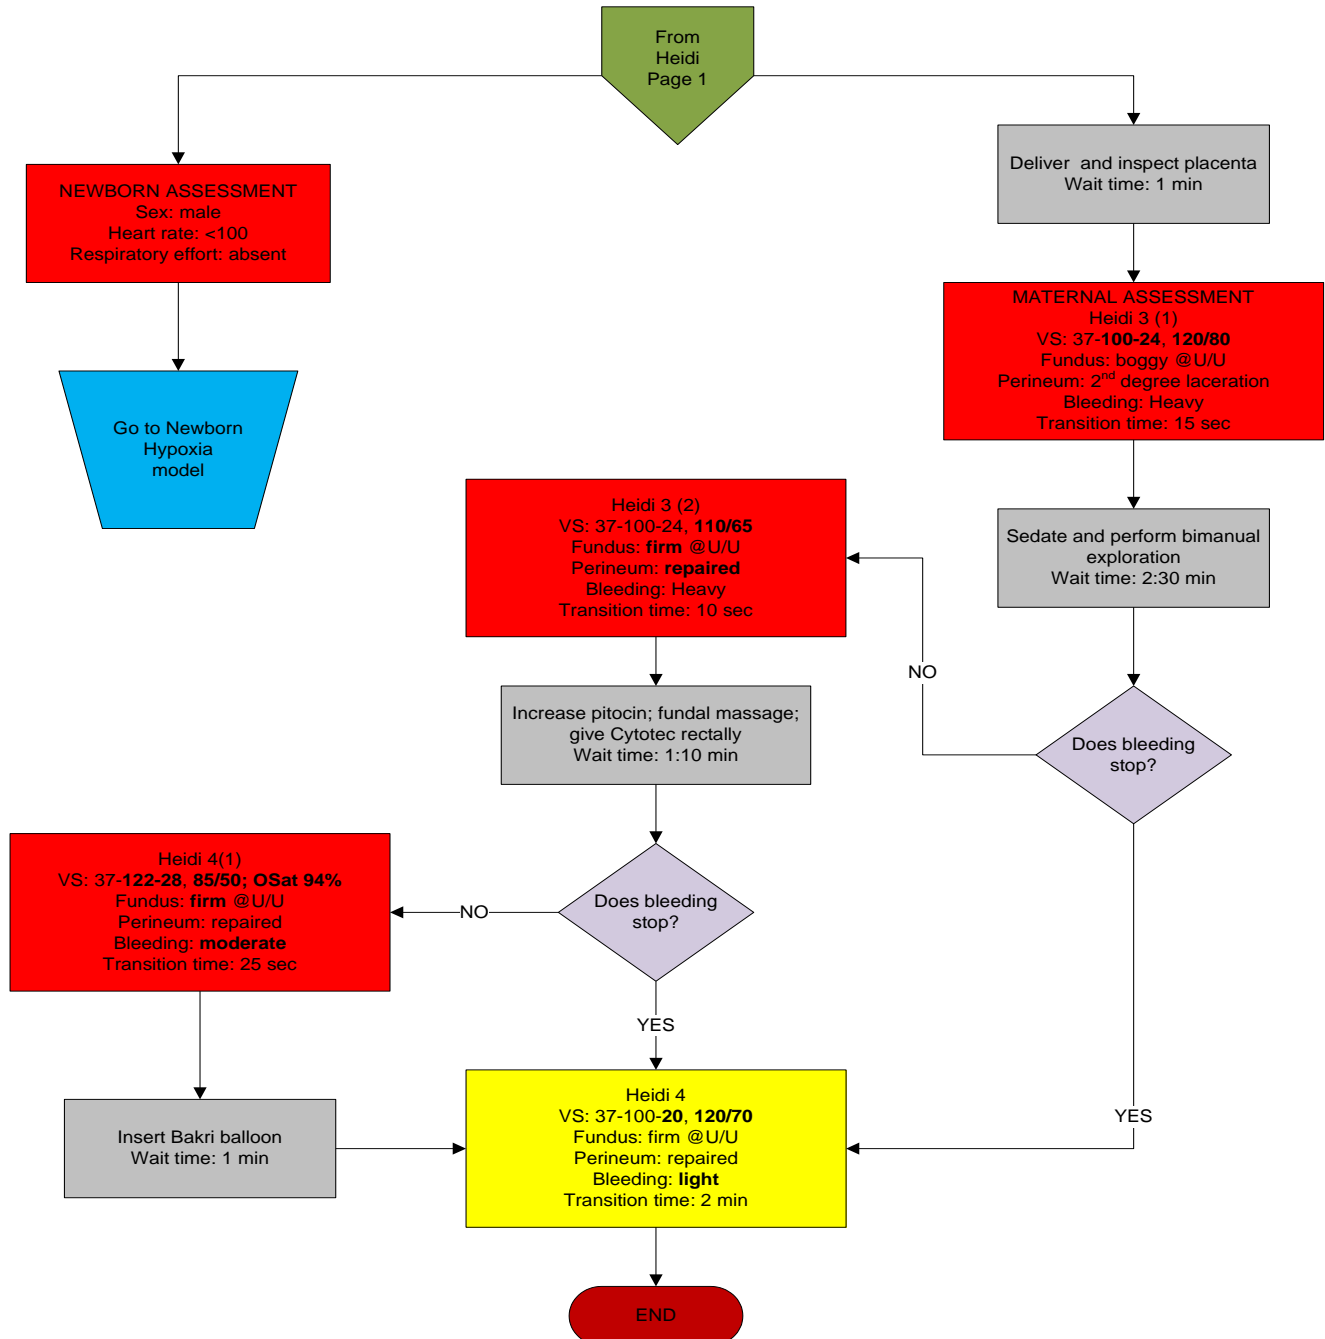 From
Heidi
Page 1
NEWBORN ASSESSMENT
Sex: male
Heart rate: <100
Respiratory effort: absent
Go to Newborn
Hypoxia
model
Deliver and inspect placenta
Wait time: 1 min
MATERNAL ASSESSMENT
Heidi 3 (1)
VS: 37-100-24, 120/80
Fundus: boggy @U/U
Perineum: 2nd degree laceration
Bleeding: Heavy
Transition time: 15 sec
Sedate and perform bimanual
exploration
Wait time: 2:30 min
Does bleeding
stop?
NO
YES
Heidi 3 (2)
VS: 37-100-24, 110/65
Fundus: firm @U/U
Perineum: repaired
Bleeding: Heavy
Transition time: 10 sec
Increase pitocin; fundal massage;
give Cytotec rectally
Wait time: 1:10 min
Does bleeding
stop?
NO
YES
Heidi 4(1)
VS: 37-122-28, 85/50; OSat 94%
Fundus: firm @U/U
Perineum: repaired
Bleeding: moderate
Transition time: 25 sec
Insert Bakri balloon
Wait time: 1 min
Heidi 4
VS: 37-100-20, 120/70
Fundus: firm @U/U
Perineum: repaired
Bleeding: light
Transition time: 2 min
END